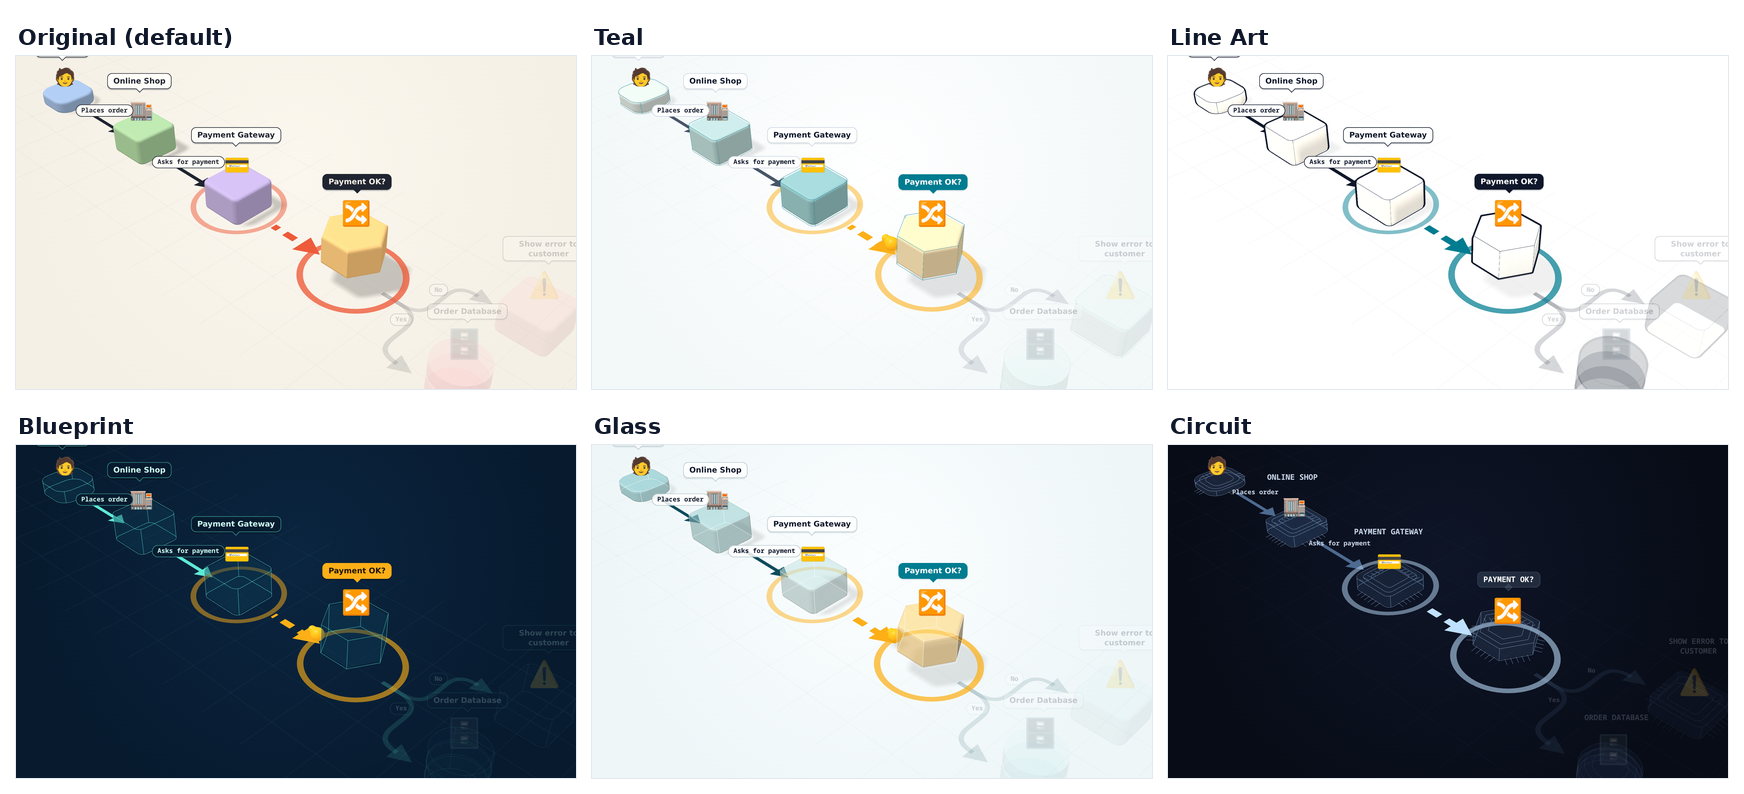 Original (default)
Online Shop
Places order
Payment Gateway
Asks for payment
Payment OK?
Show error to
customer
No
Order Database
Yes
Teal
Online Shop
Places order
Payment Gateway
Asks for payment
Payment OK?
Show error to
customer
No
Order Database
Yes
Line Art
Online Shop
Places order
Payment Gateway
Asks for payment
Payment OK?
Show error to
customer
No
Order Database
Yes
Blueprint
Online Shop
Places order
Payment Gateway
Asks for payment
Payment OK?
Show error to
customer
No
Order Database
Yes
Glass
Online Shop
Places order
Payment Gateway
Asks for payment
Payment OK?
Show error to
customer
No
Order Database
Yes
Circuit
ONLINE SHOP
Places order
PAYMENT GATEWAY
Asks for payment
PAYMENT OK?
SHOW ERROR TO
CUSTOMER
No
Yes
ORDER DATABASE